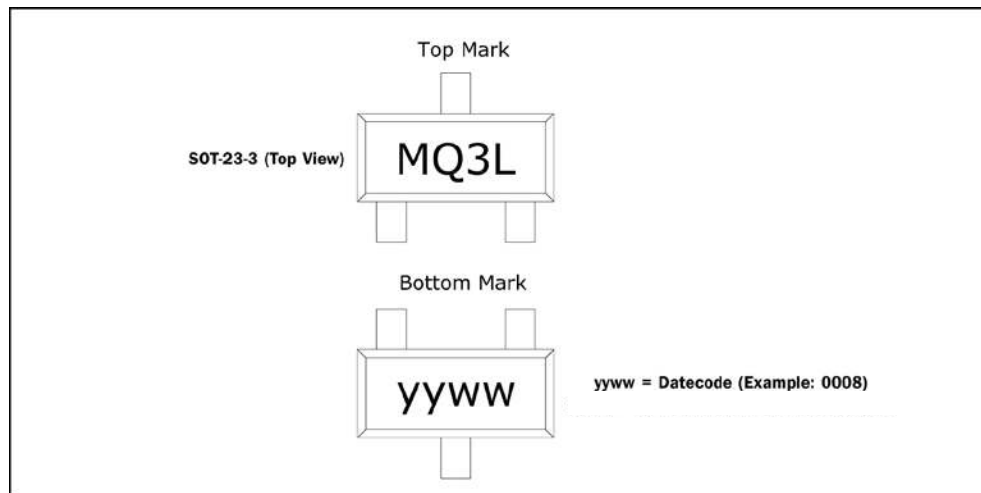 Top Mark
SOT-23-3 (Top View)
MQ3L
Bottom Mark
yyww
yyww = Datecode (Example: 0008)